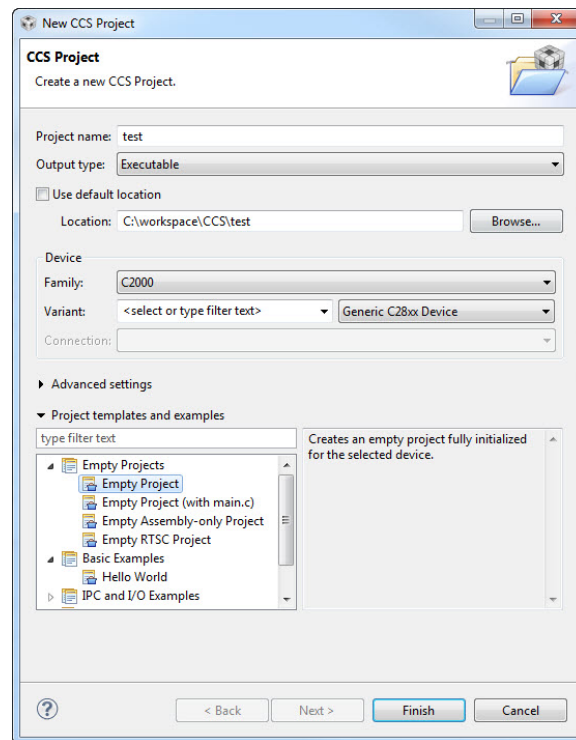 New CCS Project
CCS Project
Create a new CCS Project.
Project name: test
Output type: Executable
Use default location
Location: C:\workspace\CCS\test Browse...
Device
Family: C2000
Variant: <select or type filter text> Generic C28xx Device
Connection:
Advanced settings
Project templates and examples
type filter text
Creates an empty project fully initialized
for the selected device.
Empty Projects
Empty Project
Empty Project (with main.c)
Empty Assembly-only Project
Empty RTSC Project
Basic Examples
Hello World
IPC and I/O Examples
? < Back Next > Finish Cancel